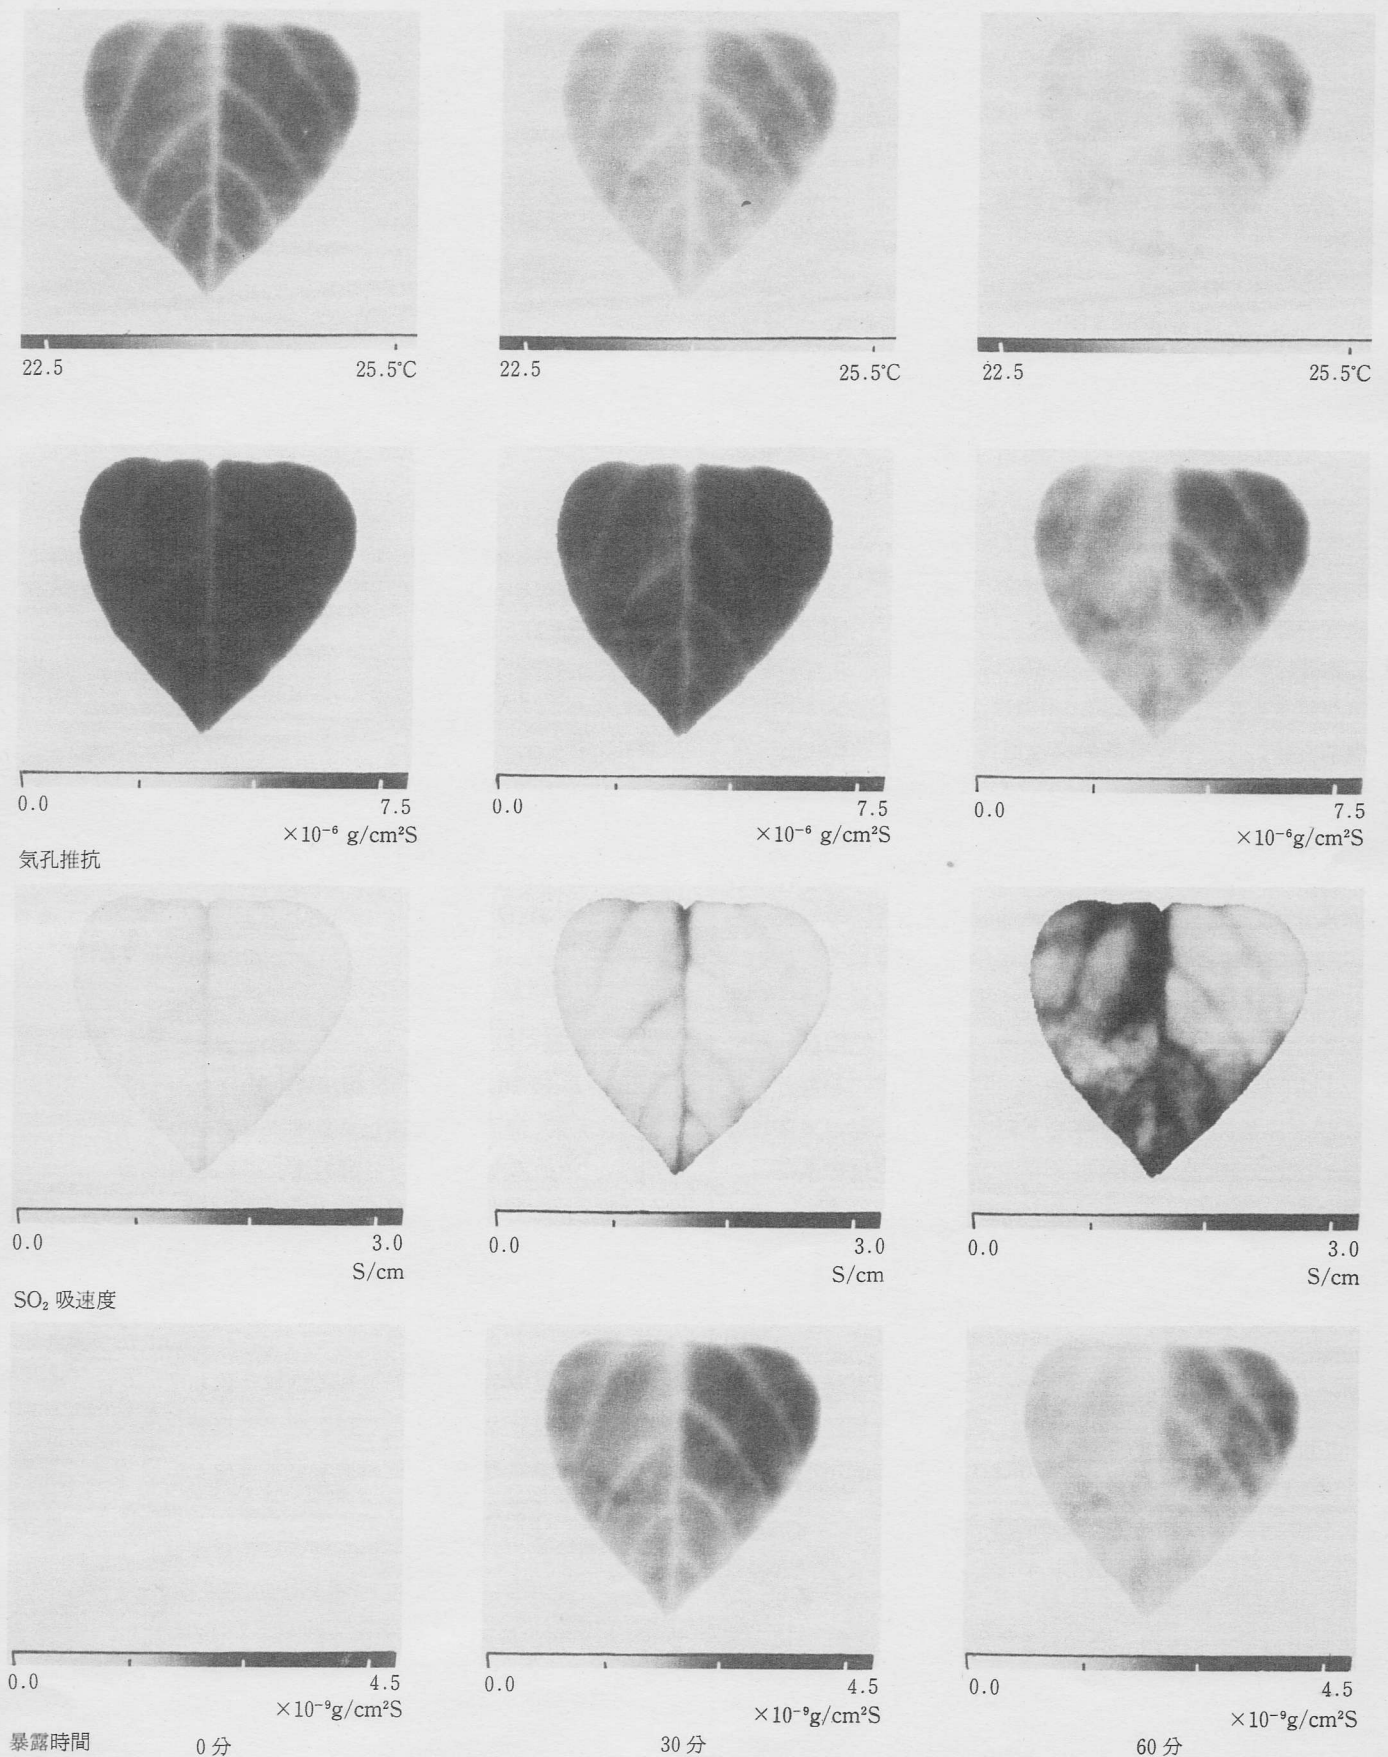 22.5 25.5℃ 22.5 25.5℃ 22.5 25.5℃
0.0 7.5 0.0 7.5 0.0 7.5
×10⁻⁶ g/cm²S ×10⁻⁶ g/cm²S ×10⁻⁶g/cm²S
気孔推抗
0.0 3.0 0.0 3.0 0.0 3.0
S/cm S/cm S/cm
SO₂ 吸速度
0.0 4.5 0.0 4.5 0.0 4.5
×10⁻⁹g/cm²S ×10⁻⁹g/cm²S ×10⁻⁹g/cm²S
暴露時間 0分 30分 60分